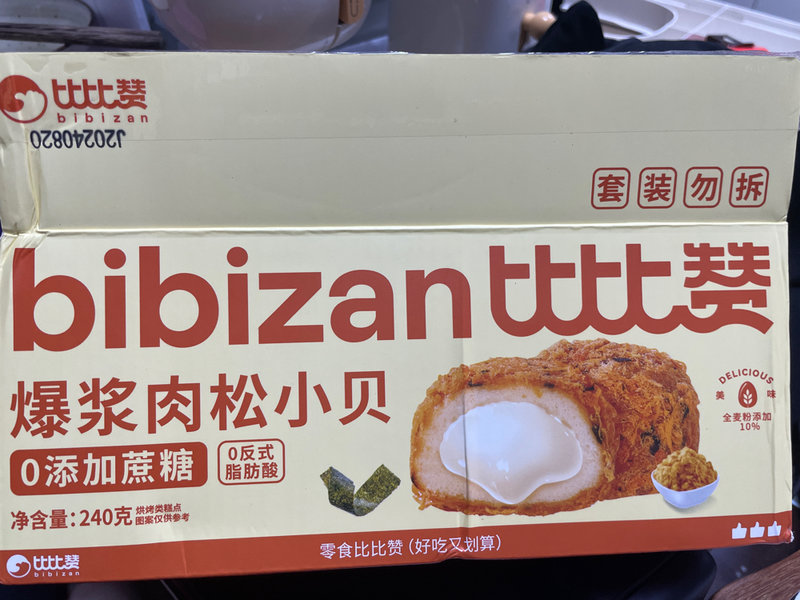 比比赞
bibizan
J20240820
套装勿拆
bibizan比比赞
爆浆肉松小贝
0添加蔗糖
0反式
脂肪酸
净含量:240克
烘烤类糕点
图案仅供参考
DELICIOUS
美味
全麦粉添加
10%
比比赞
bibizan
零食比比赞(好吃又划算)